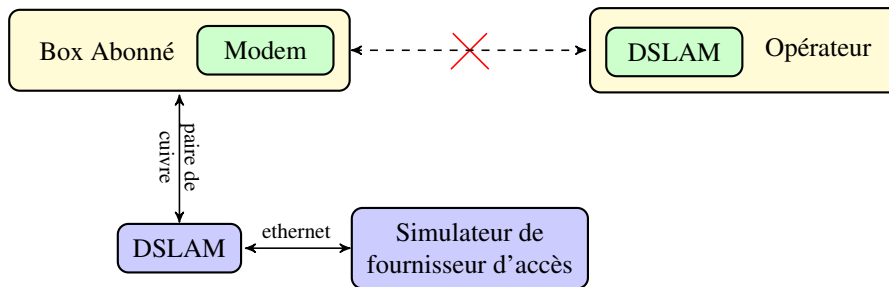 Box Abonné
Modem
DSLAM
Opérateur
paire de
cuivre
DSLAM
ethernet
Simulateur de
fournisseur d'accès